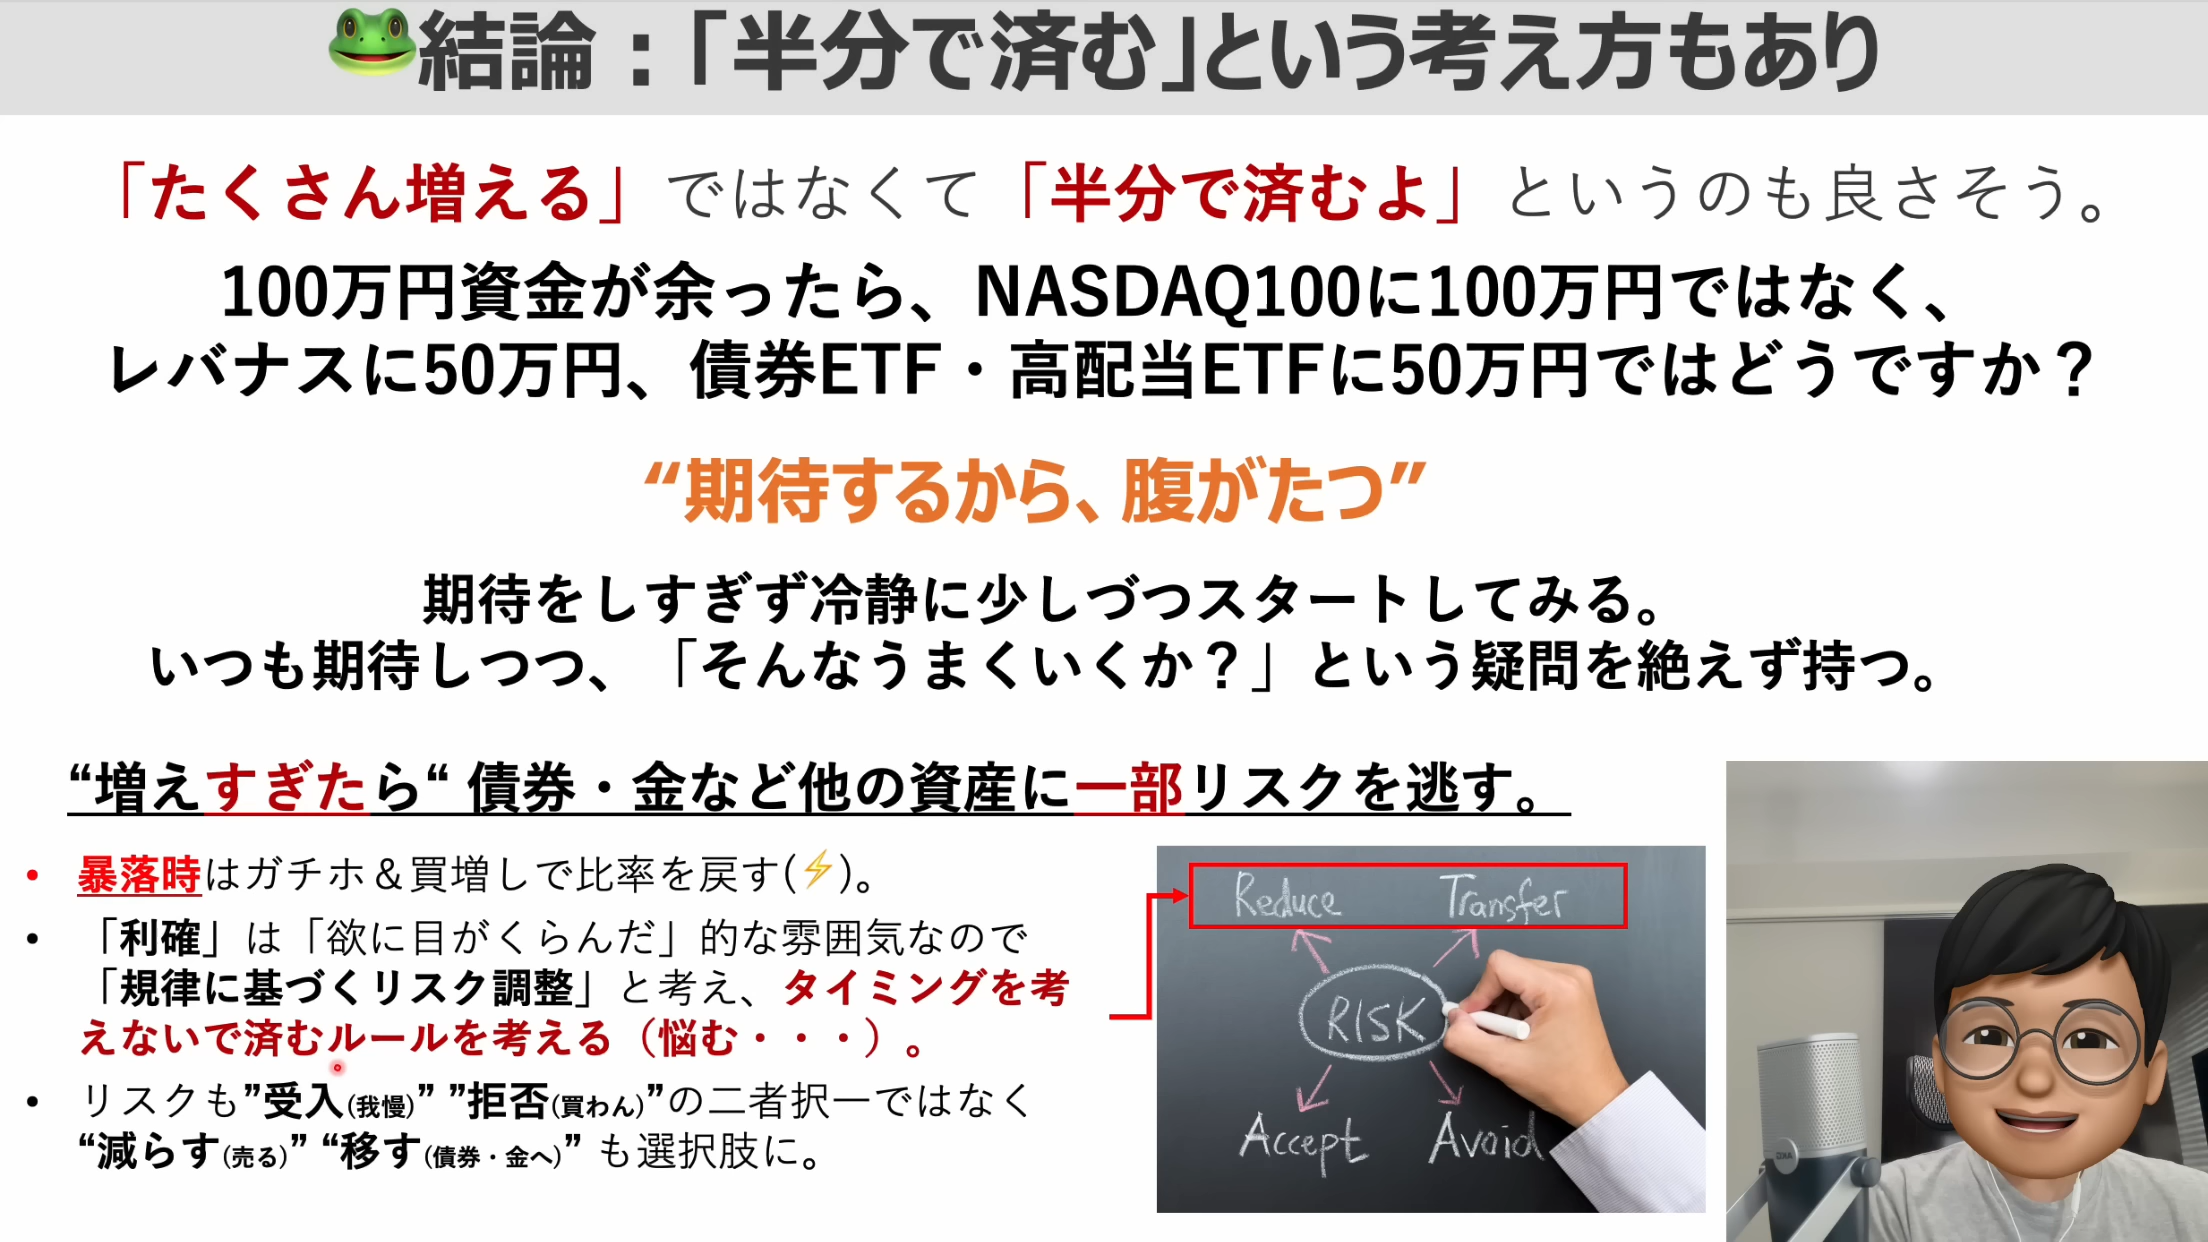 🐸結論：「半分で済む」という考え方もあり
「たくさん増える」ではなくて「半分で済むよ」というのも良さそう。
100万円資金が余ったら、NASDAQ100に100万円ではなく、
レバナスに50万円、債券ETF・高配当ETFに50万円ではどうですか？
“期待するから、腹がたつ”
期待をしすぎず冷静に少しづつスタートしてみる。
いつも期待しつつ、「そんなうまくいくか？」という疑問を絶えず持つ。
“増えすぎたら“ 債券・金など他の資産に一部リスクを逃す。
• 暴落時はガチホ＆買増しで比率を戻す(⚡)。
• 「利確」は「欲に目がくらんだ」的な雰囲気なので
「規律に基づくリスク調整」と考え、タイミングを考
えないで済むルールを考える（悩む・・・）。
• リスクも”受入(我慢)” ”拒否(買わん)”の二者択一ではなく
“減らす(売る)” “移す(債券・金へ)” も選択肢に。
Reduce Transfer
RISK
Accept Avoid